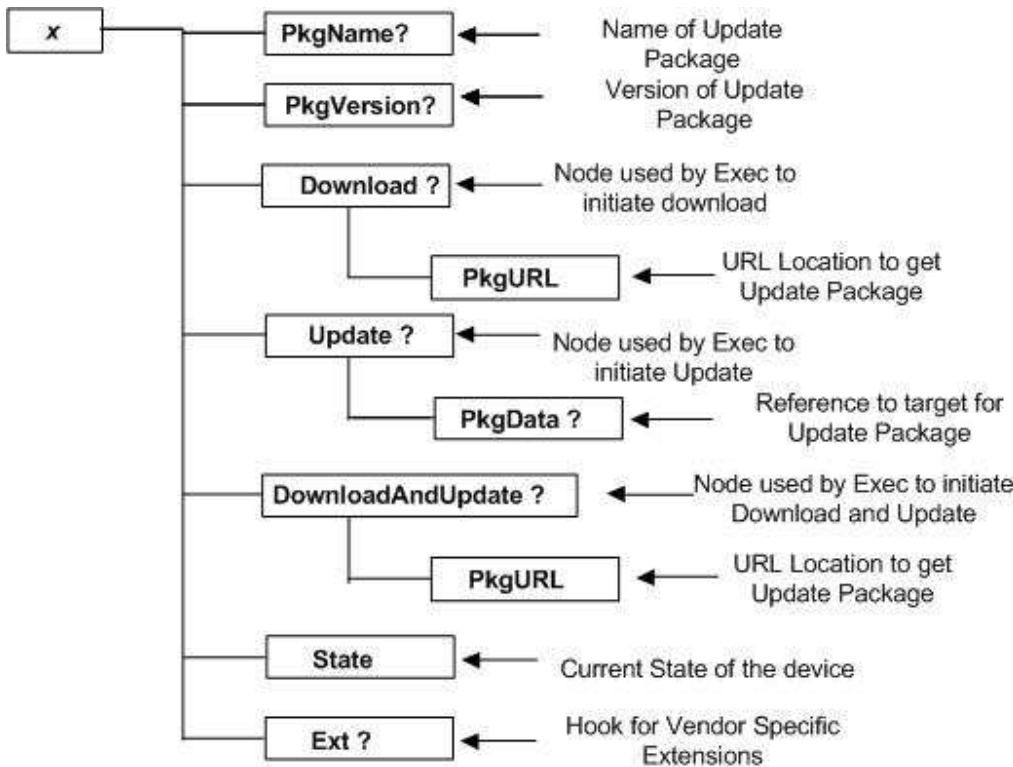 x
PkgName?
Name of Update
Package
PkgVersion?
Version of Update
Package
Download ?
Node used by Exec to
initiate download
PkgURL
URL Location to get
Update Package
Update ?
Node used by Exec to
initiate Update
PkgData ?
Reference to target for
Update Package
DownloadAndUpdate ?
Node used by Exec to initiate
Download and Update
PkgURL
URL Location to get
Update Package
State
Current State of the device
Ext ?
Hook for Vendor Specific
Extensions